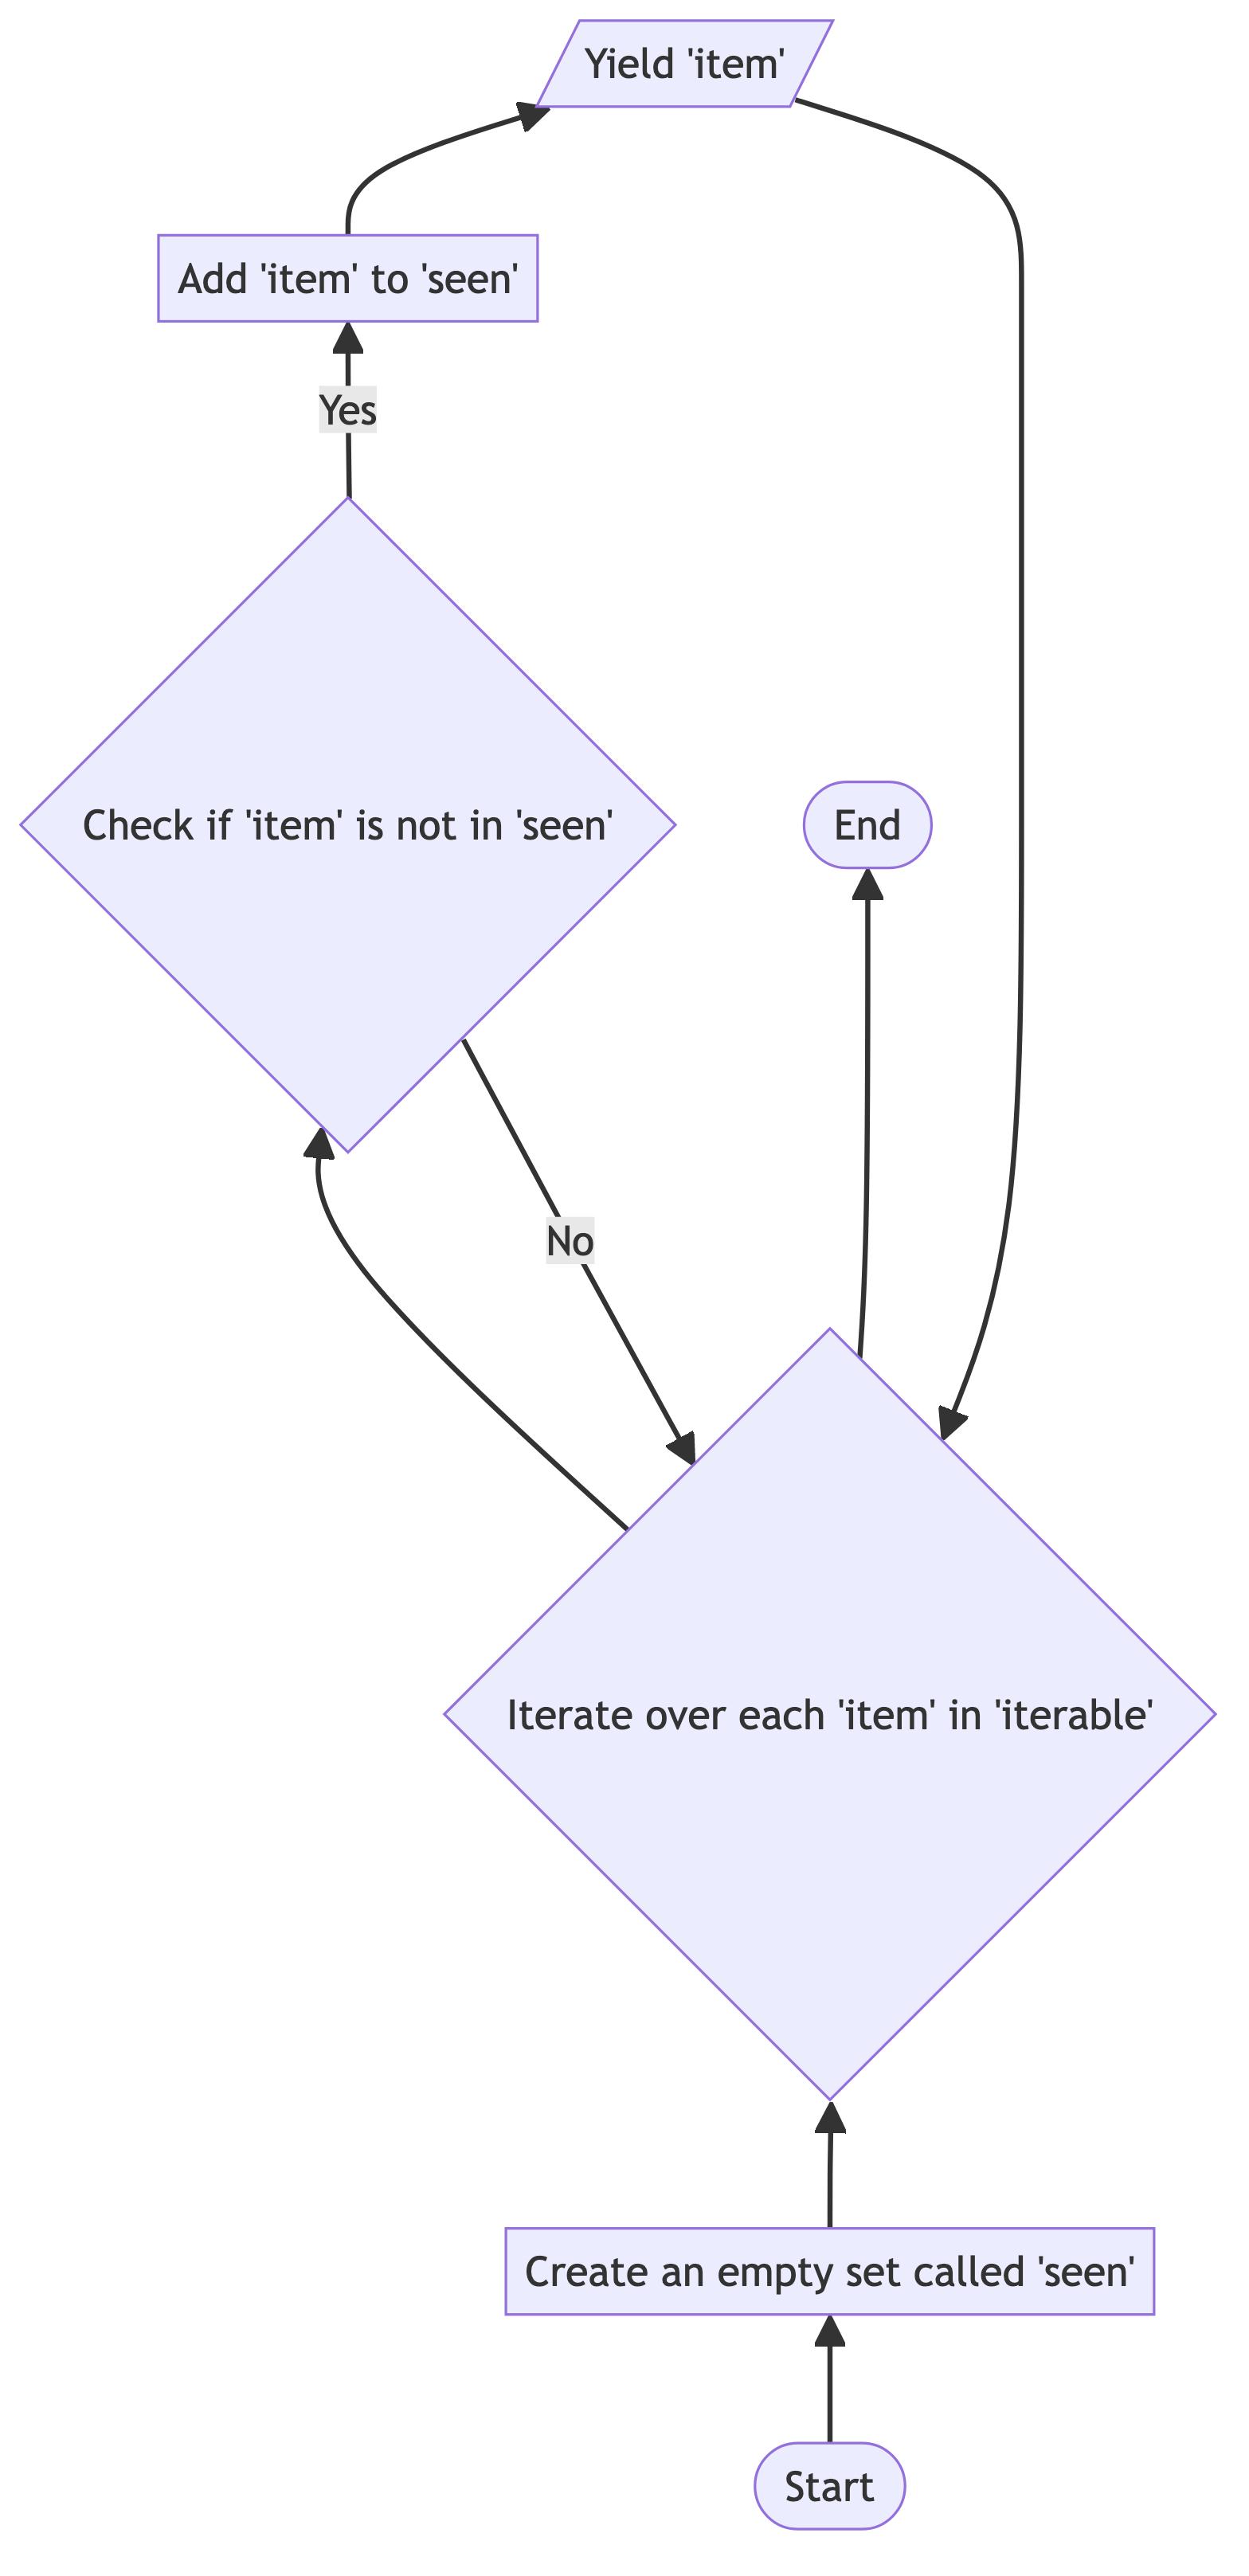 Yield 'item'
Add 'item' to 'seen'
Yes
Check if 'item' is not in 'seen'
End
No
Iterate over each 'item' in 'iterable'
Create an empty set called 'seen'
Start